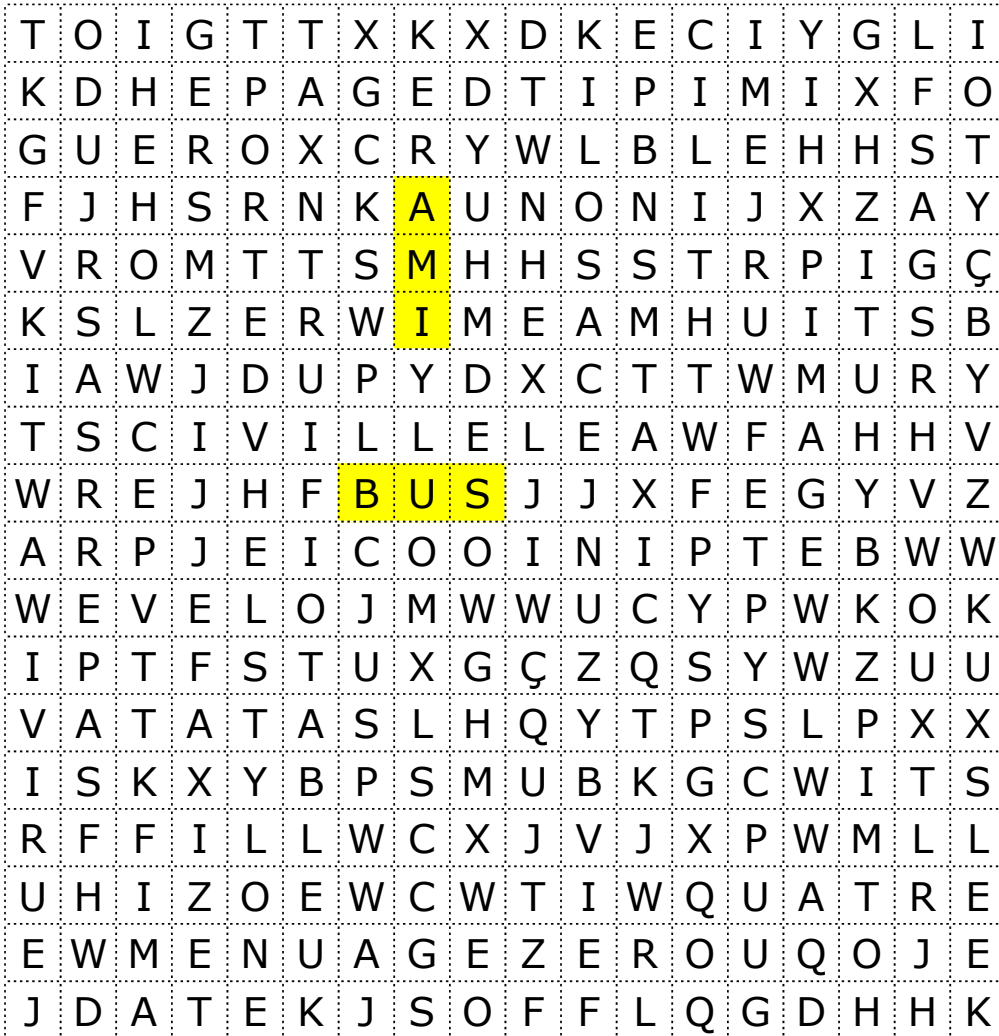 T O I G T T X K X D K E C I Y G L I
K D H E P A G E D T I P I M I X F O
G U E R O X C R Y W L B L E H H S T
F J H S R N K A U N O N I J X Z A Y
V R O M T T S M H H S S T R P I G Ç
K S L Z E R W I M E A M H U I T S B
I A W J D U P Y D X C T T W M U R Y
T S C I V I L L E L E A W F A H H V
W R E J H F B U S J J X F E G Y V Z
A R P J E I C O O I N I P T E B W W
W E V E L O J M W W U C Y P W K O K
I P T F S T U X G Ç Z Q S Y W Z U U
V A T A T A S L H Q Y T P S L P X X
I S K X Y B P S M U B K G C W I T S
R F F I L L W C X J V J X P W M L L
U H I Z O E W C W T I W Q U A T R E
E W M E N U A G E Z E R O U Q O J E
J D A T E K J S O F F L Q G D H H K